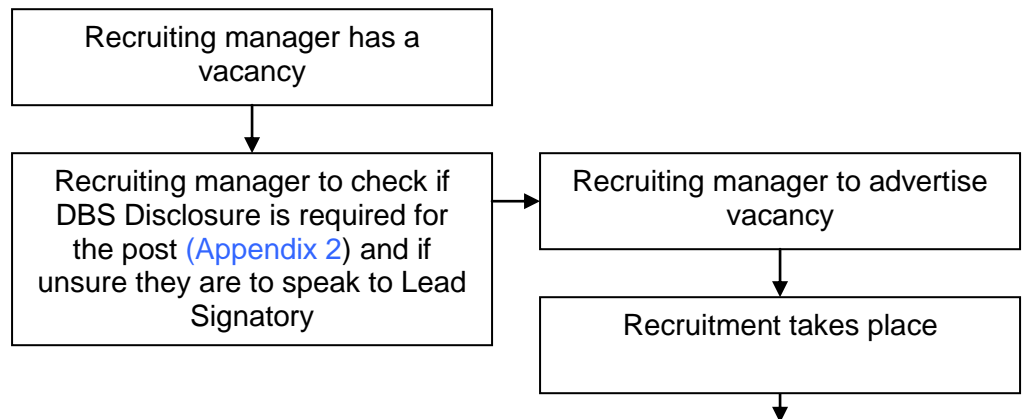 Recruiting manager has a
vacancy
Recruiting manager to check if
DBS Disclosure is required for
the post (Appendix 2) and if
unsure they are to speak to Lead
Signatory
Recruiting manager to advertise
vacancy
Recruitment takes place